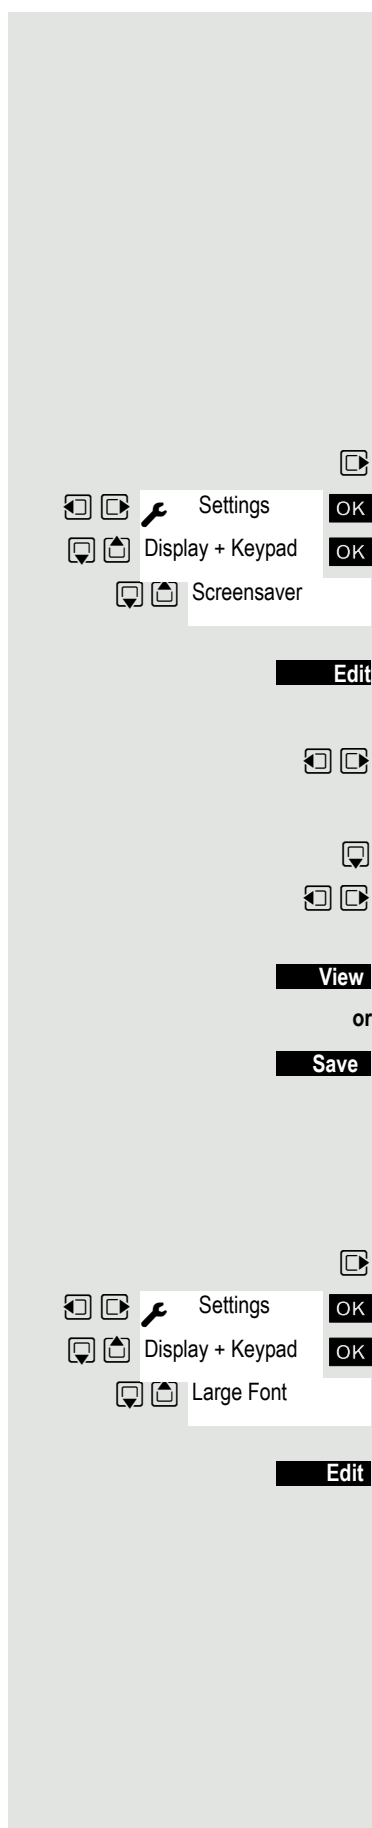 Settings OK
Display + Keypad OK
Screensaver
Edit
View
or
Save
Settings OK
Display + Keypad OK
Large Font
Edit